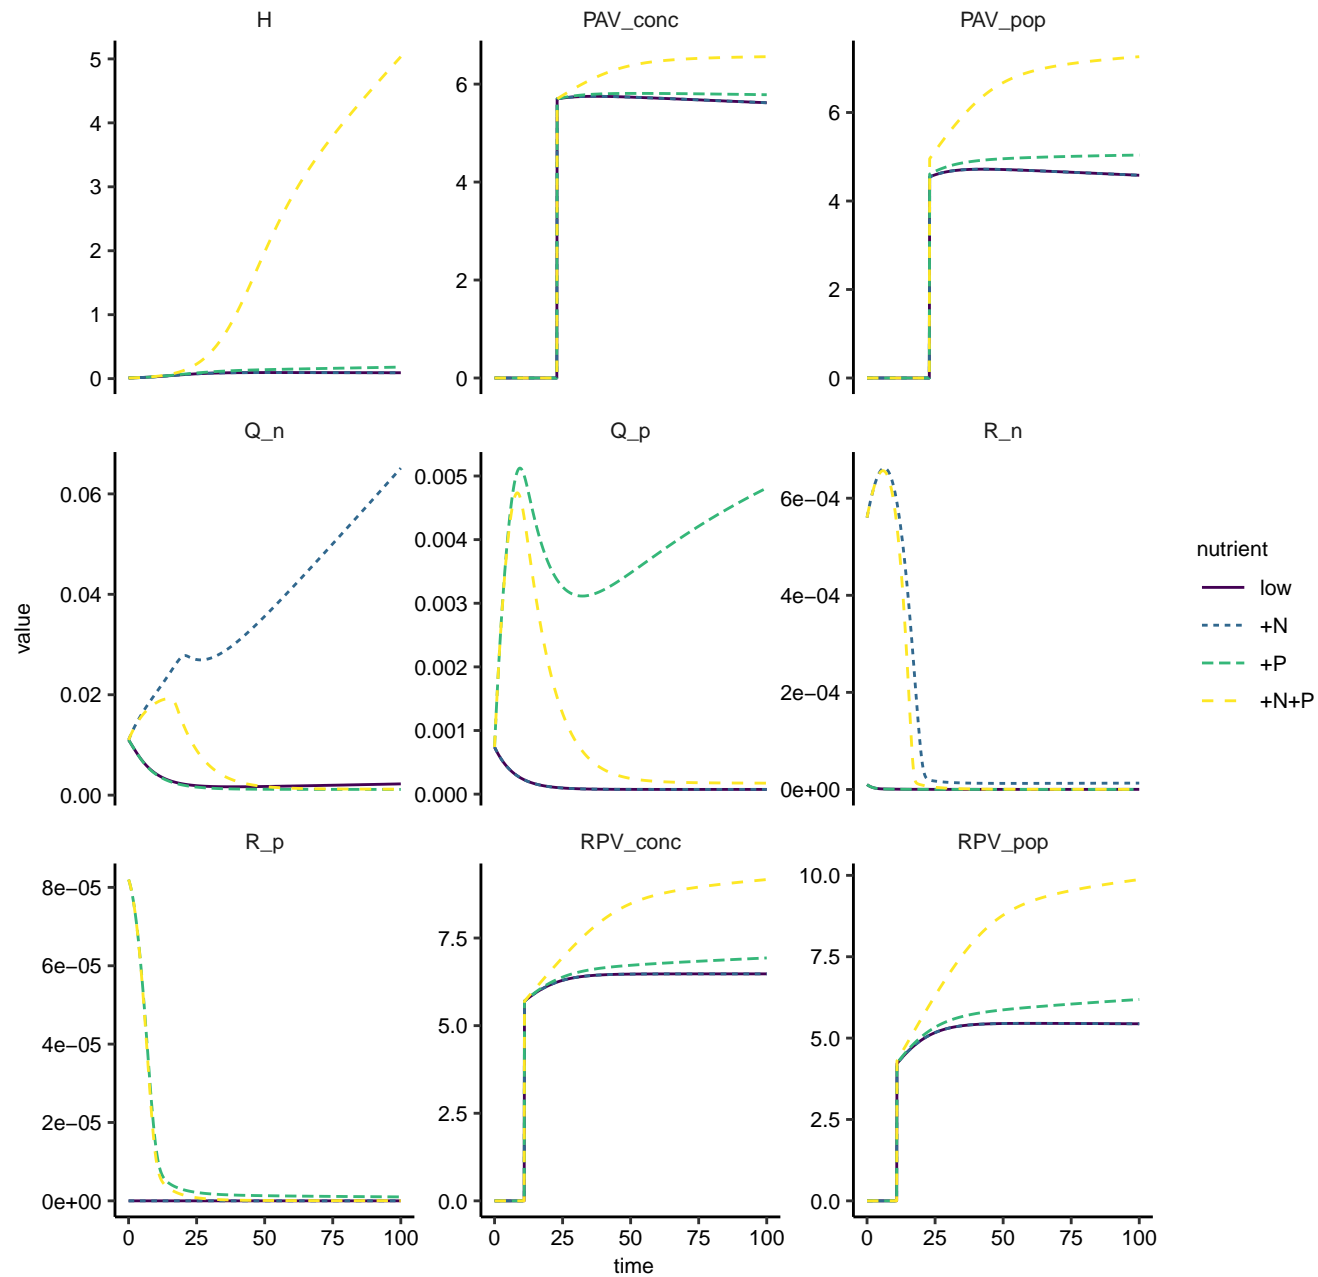 H
PAV_conc
PAV_pop
5
4
3
2
1
0
6
4
2
0
6
4
2
0
Q_n
Q_p
R_n
0.06
0.04
0.02
0.00
0.005
0.004
0.003
0.002
0.001
0.000
6e−04
4e−04
2e−04
0e+00
value
nutrient
low
+N
+P
+N+P
R_p
RPV_conc
RPV_pop
8e−05
6e−05
4e−05
2e−05
0e+00
7.5
5.0
2.5
0.0
10.0
7.5
5.0
2.5
0.0
0 25 50 75 100
0 25 50 75 100
0 25 50 75 100
time